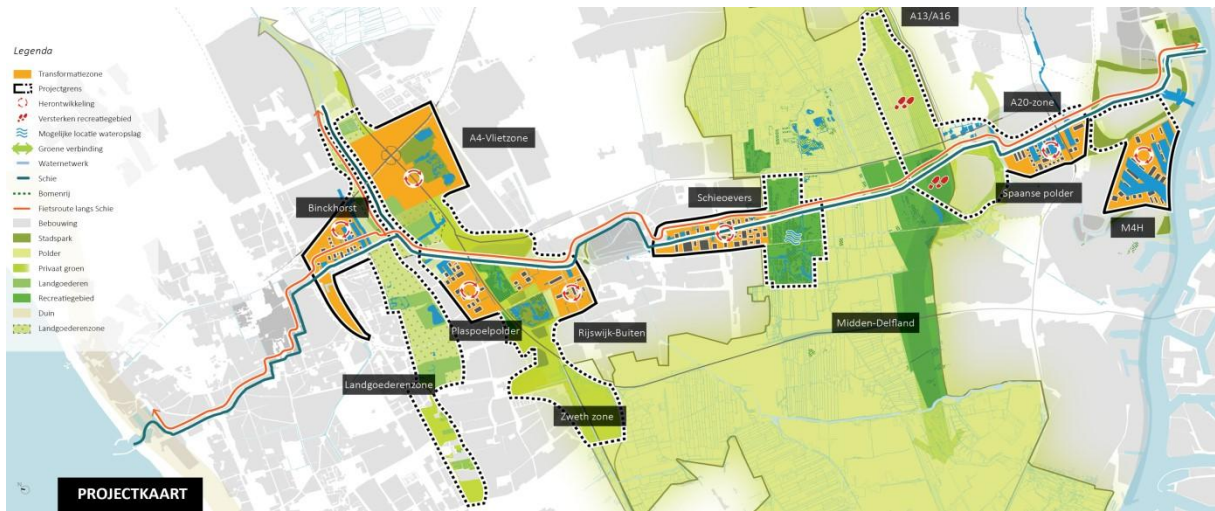 Legenda
Transformatiezone
Projectgrens
Herontwikkeling
Versterken recreatiegebied
Mogelijke locatie wateropslag
Groene verbinding
Waternetwerk
Schie
Bomenrij
Fietsroute langs Schie
Bebouwing
Stadspark
Polder
Privaat groen
Landgoederen
Recreatiegebied
Duin
Landgoederenzone
A13/A16
A20-zone
A4-Vlietzone
Binckhorst
Schieoevers
Spaanse polder
M4H
Plaspoelpolder
Rijswijk-Buiten
Midden-Delfland
Landgoederenzone
Zweth zone
PROJECTKAART